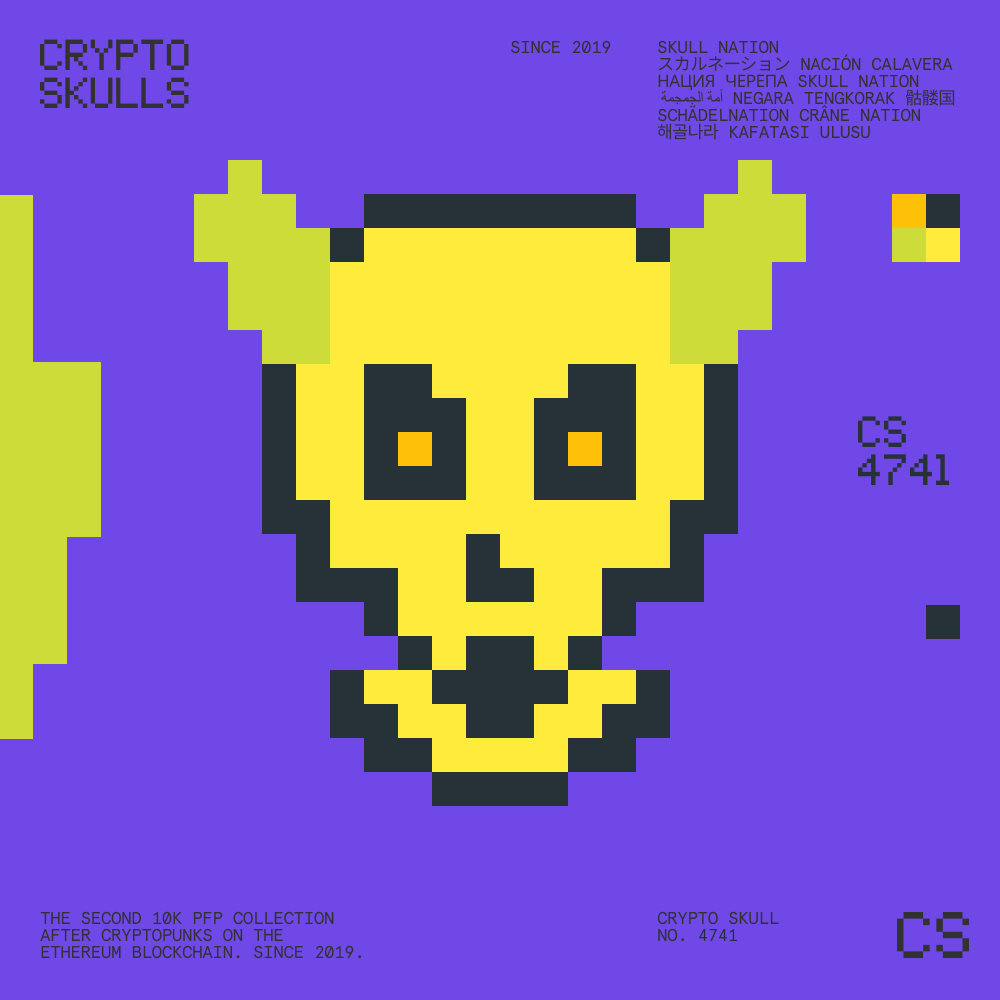 CRYPTO
SKULLS
SINCE 2019
SKULL NATION
スカルネーション NACIÓN CALAVERA
НАЦИЯ ЧЕРЕПА SKULL NATION
أمة الجمجمة NEGARA TENGKORAK 骷髅国
SCHÄDELNATION CRÂNE NATION
해골나라 KAFATASI ULUSU
CS
4741
THE SECOND 10K PFP COLLECTION
AFTER CRYPTOPUNKS ON THE
ETHEREUM BLOCKCHAIN. SINCE 2019.
CRYPTO SKULL
NO. 4741
CS